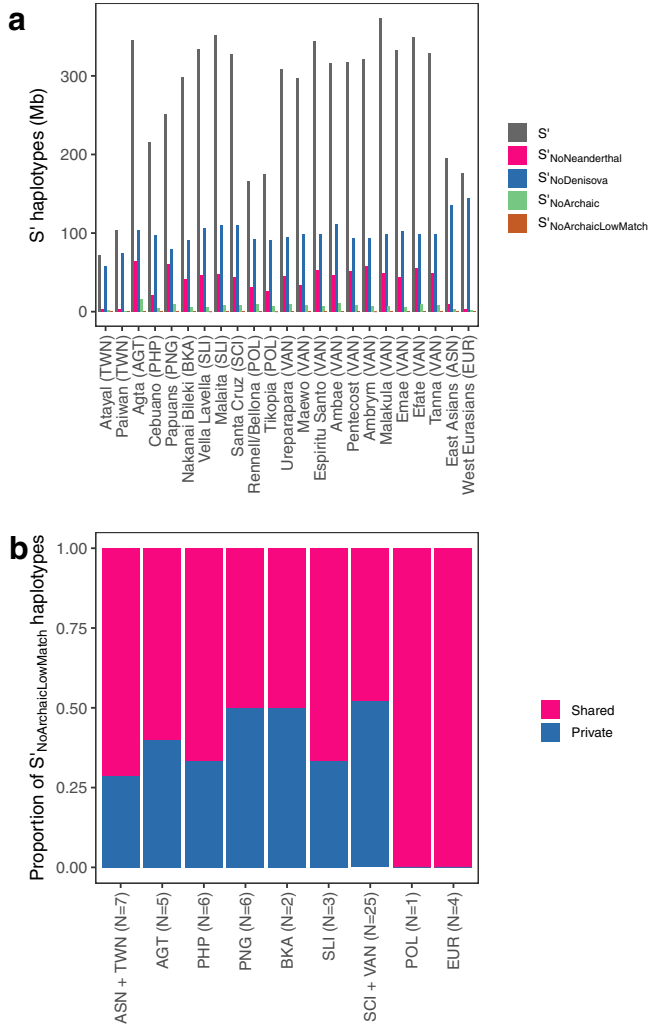 a
S' haplotypes (Mb)
300
200
100
0
Atayal (TWN)
Paiwan (TWN)
Agta (AGT)
Cebuano (PHP)
Papuans (PNG)
Nakanai Bileki (BKA)
Vella Lavella (SLI)
Malaita (SLI)
Santa Cruz (SCI)
Rennell/Bellona (POL)
Tikopia (POL)
Ureparapara (VAN)
Maewo (VAN)
Espiritu Santo (VAN)
Ambae (VAN)
Pentecost (VAN)
Ambrym (VAN)
Malakula (VAN)
Emae (VAN)
Efate (VAN)
Tanna (VAN)
East Asians (ASN)
West Eurasians (EUR)
S'
S'NoNeanderthal
S'NoDenisova
S'NoArchaic
S'NoArchaicLowMatch
b
Proportion of S'NoArchaicLowMatch haplotypes
1.00
0.75
0.50
0.25
0.00
ASN + TWN (N=7)
AGT (N=5)
PHP (N=6)
PNG (N=6)
BKA (N=2)
SLI (N=3)
SCI + VAN (N=25)
POL (N=1)
EUR (N=4)
Shared
Private